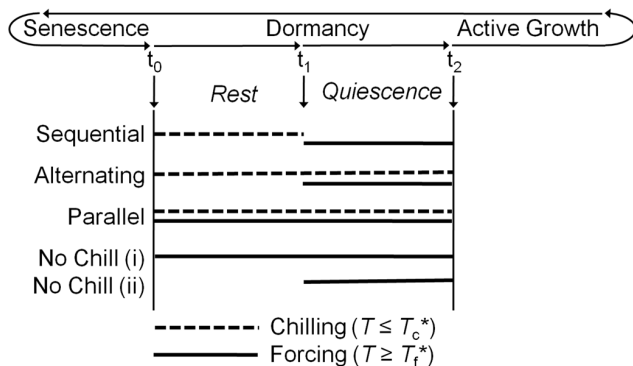 Senescence Dormancy Active Growth
t0 t1 t2
Rest Quiescence
Sequential
Alternating
Parallel
No Chill (i)
No Chill (ii)
Chilling (T ≤ Tc*)
Forcing (T ≥ Tf*)